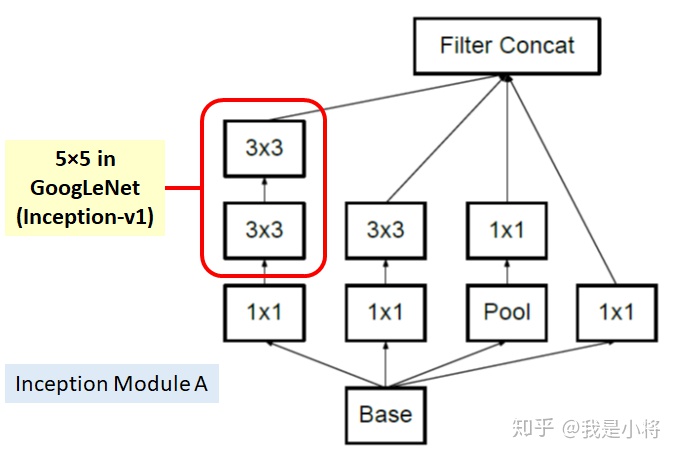 Filter Concat
5×5 in
GoogLeNet
(Inception-v1)
3x3
3x3
3x3
1x1
1x1
1x1
Pool
1x1
Inception Module A
Base
知乎 @我是小将